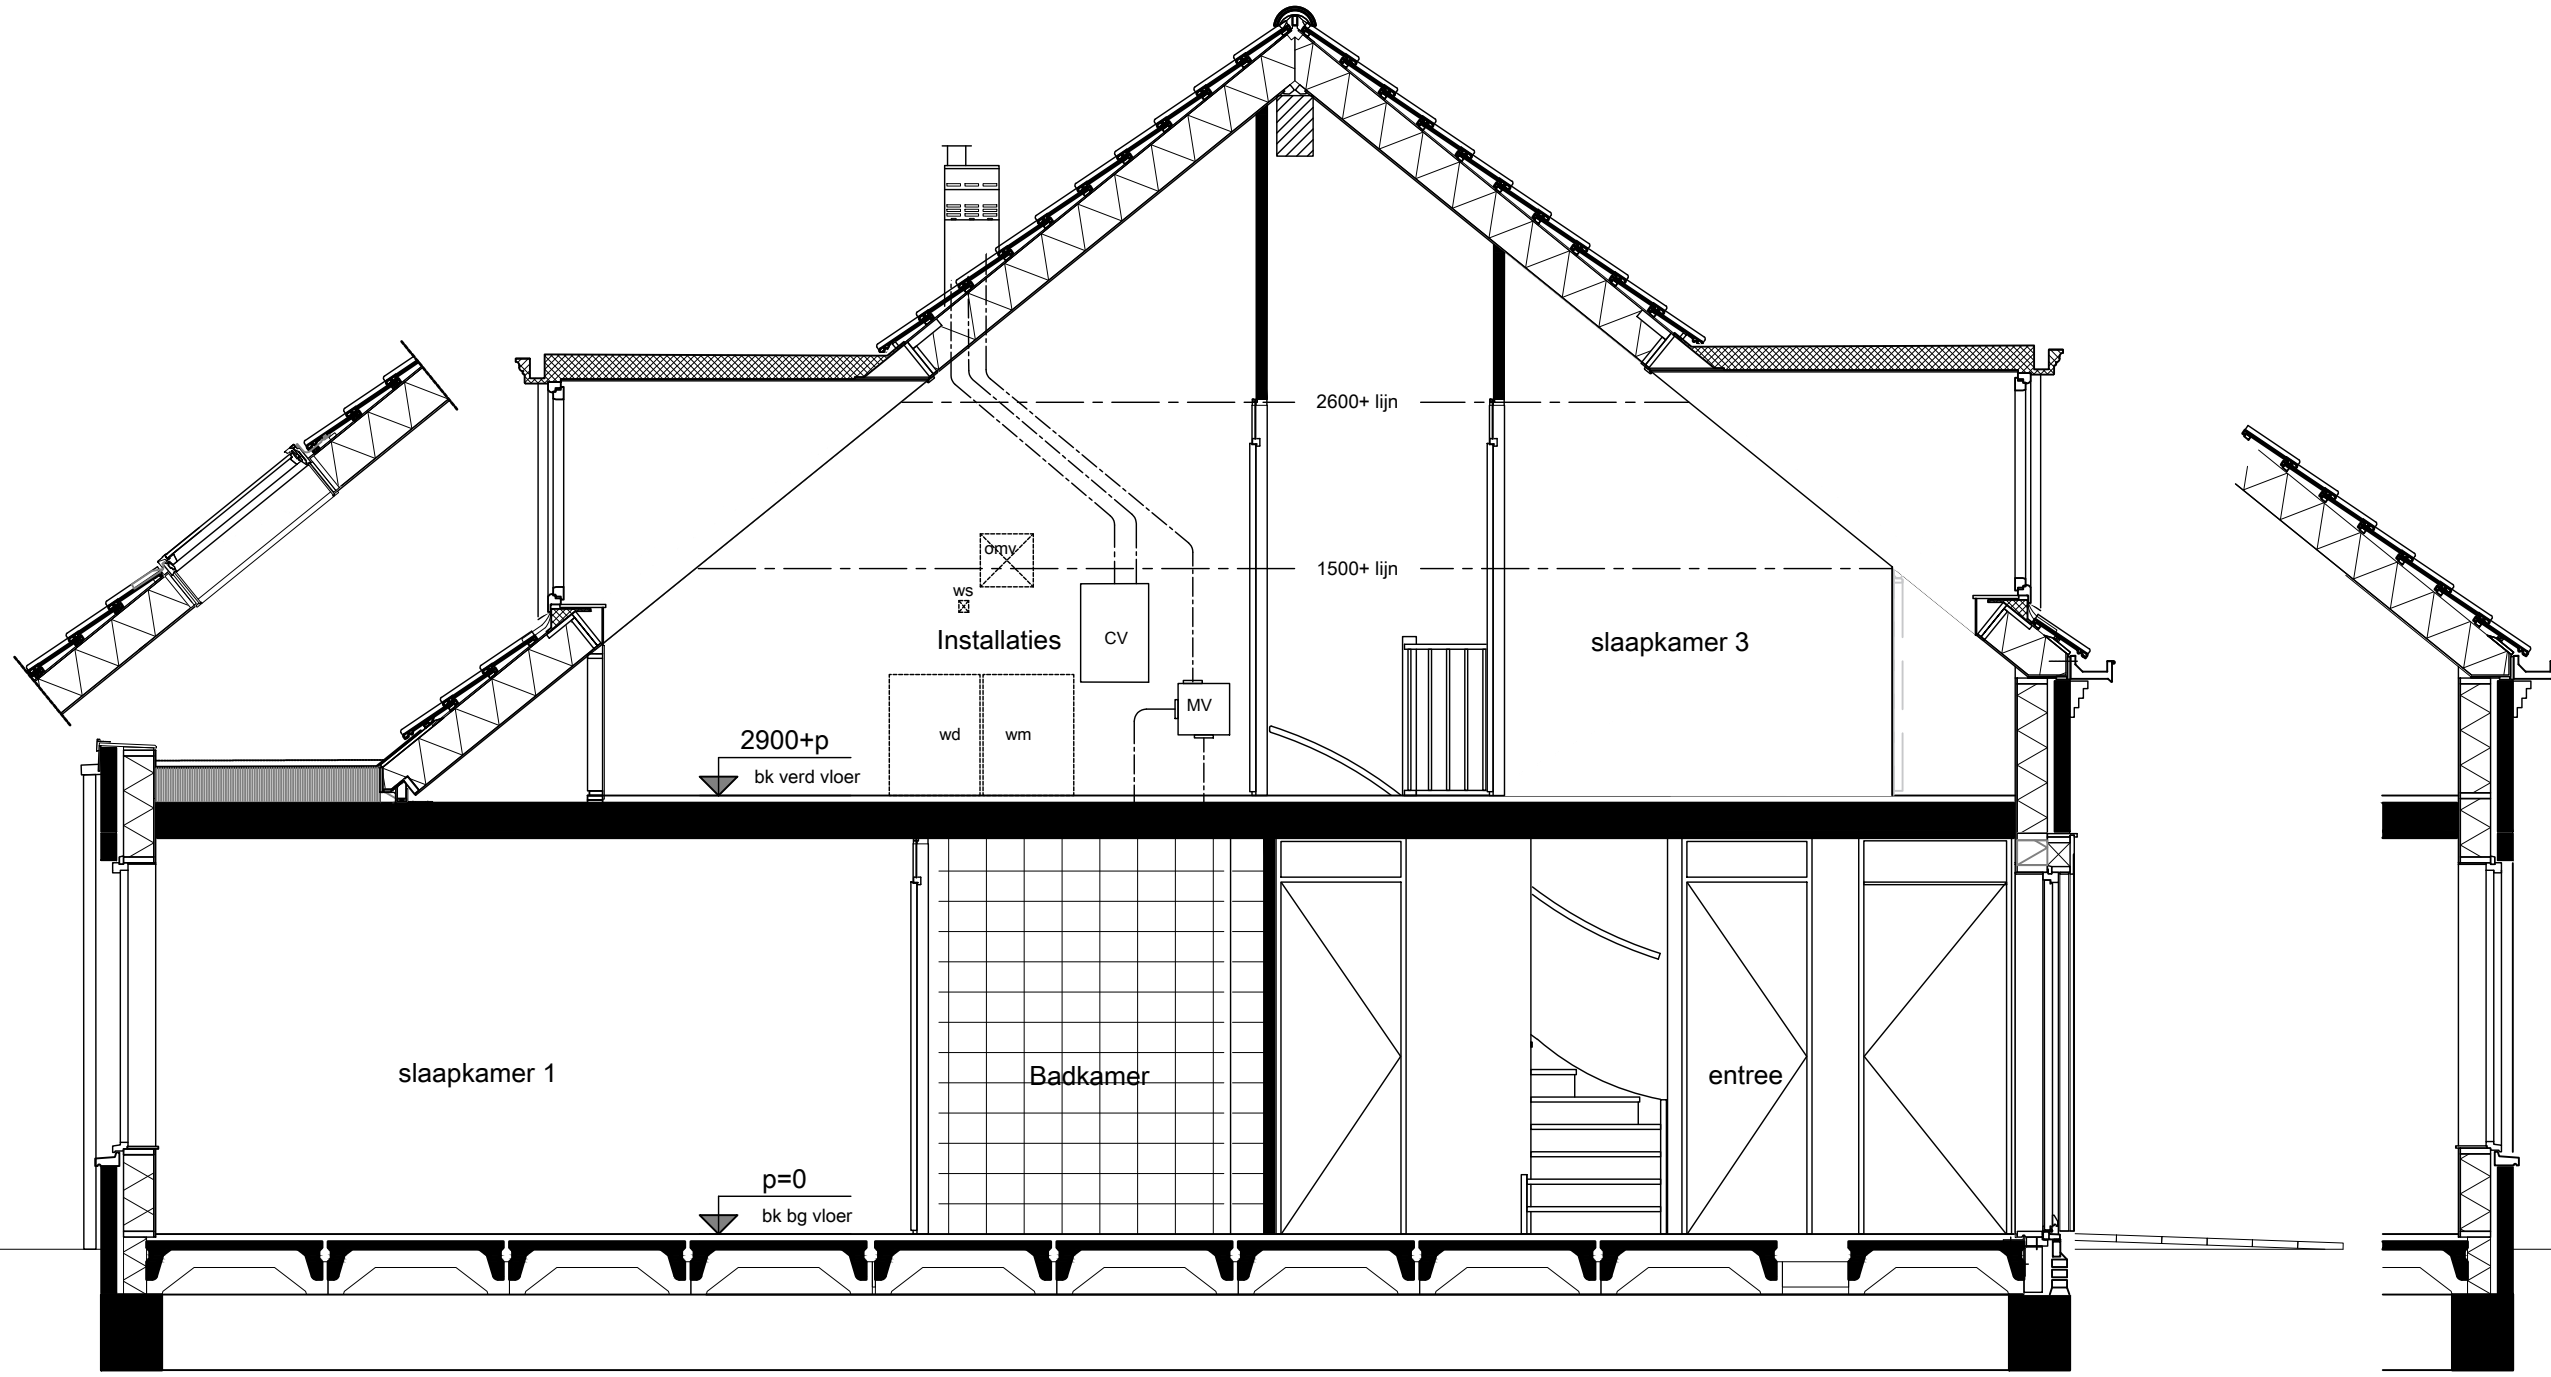 2600+ lijn
1500+ lijn
omv
ws
Installaties
CV
slaapkamer 3
MV
wd
wm
2900+p
bk verd vloer
slaapkamer 1
Badkamer
entree
p=0
bk bg vloer